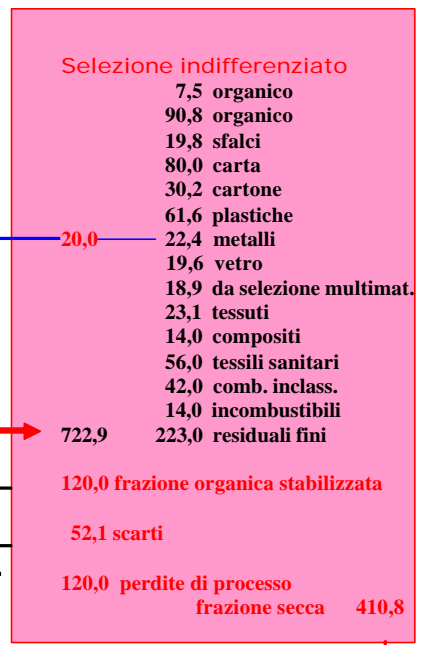 Selezione indifferenziato
7,5 organico
90,8 organico
19,8 sfalci
80,0 carta
30,2 cartone
61,6 plastiche
20,0 22,4 metalli
19,6 vetro
18,9 da selezione multimat.
23,1 tessuti
14,0 compositi
56,0 tessili sanitari
42,0 comb. inclass.
14,0 incombustibili
722,9 223,0 residuali fini
120,0 frazione organica stabilizzata
52,1 scarti
120,0 perdite di processo
frazione secca 410,8